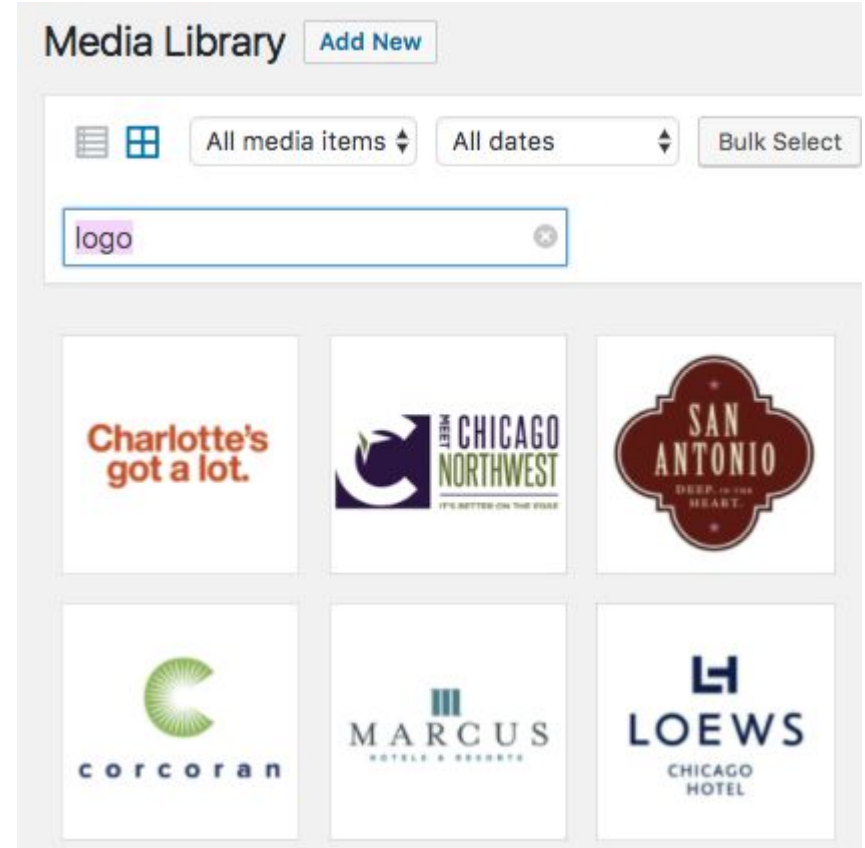 Media Library Add New
All media items All dates Bulk Select
logo
Charlotte's
got a lot.
MEET
CHICAGO
NORTHWEST
IT'S BETTER ON THE EDGE
SAN
ANTONIO
DEEP. IN THE
HEART.
corcoran
MARCUS
HOTELS & RESORTS
LOEWS
CHICAGO
HOTEL